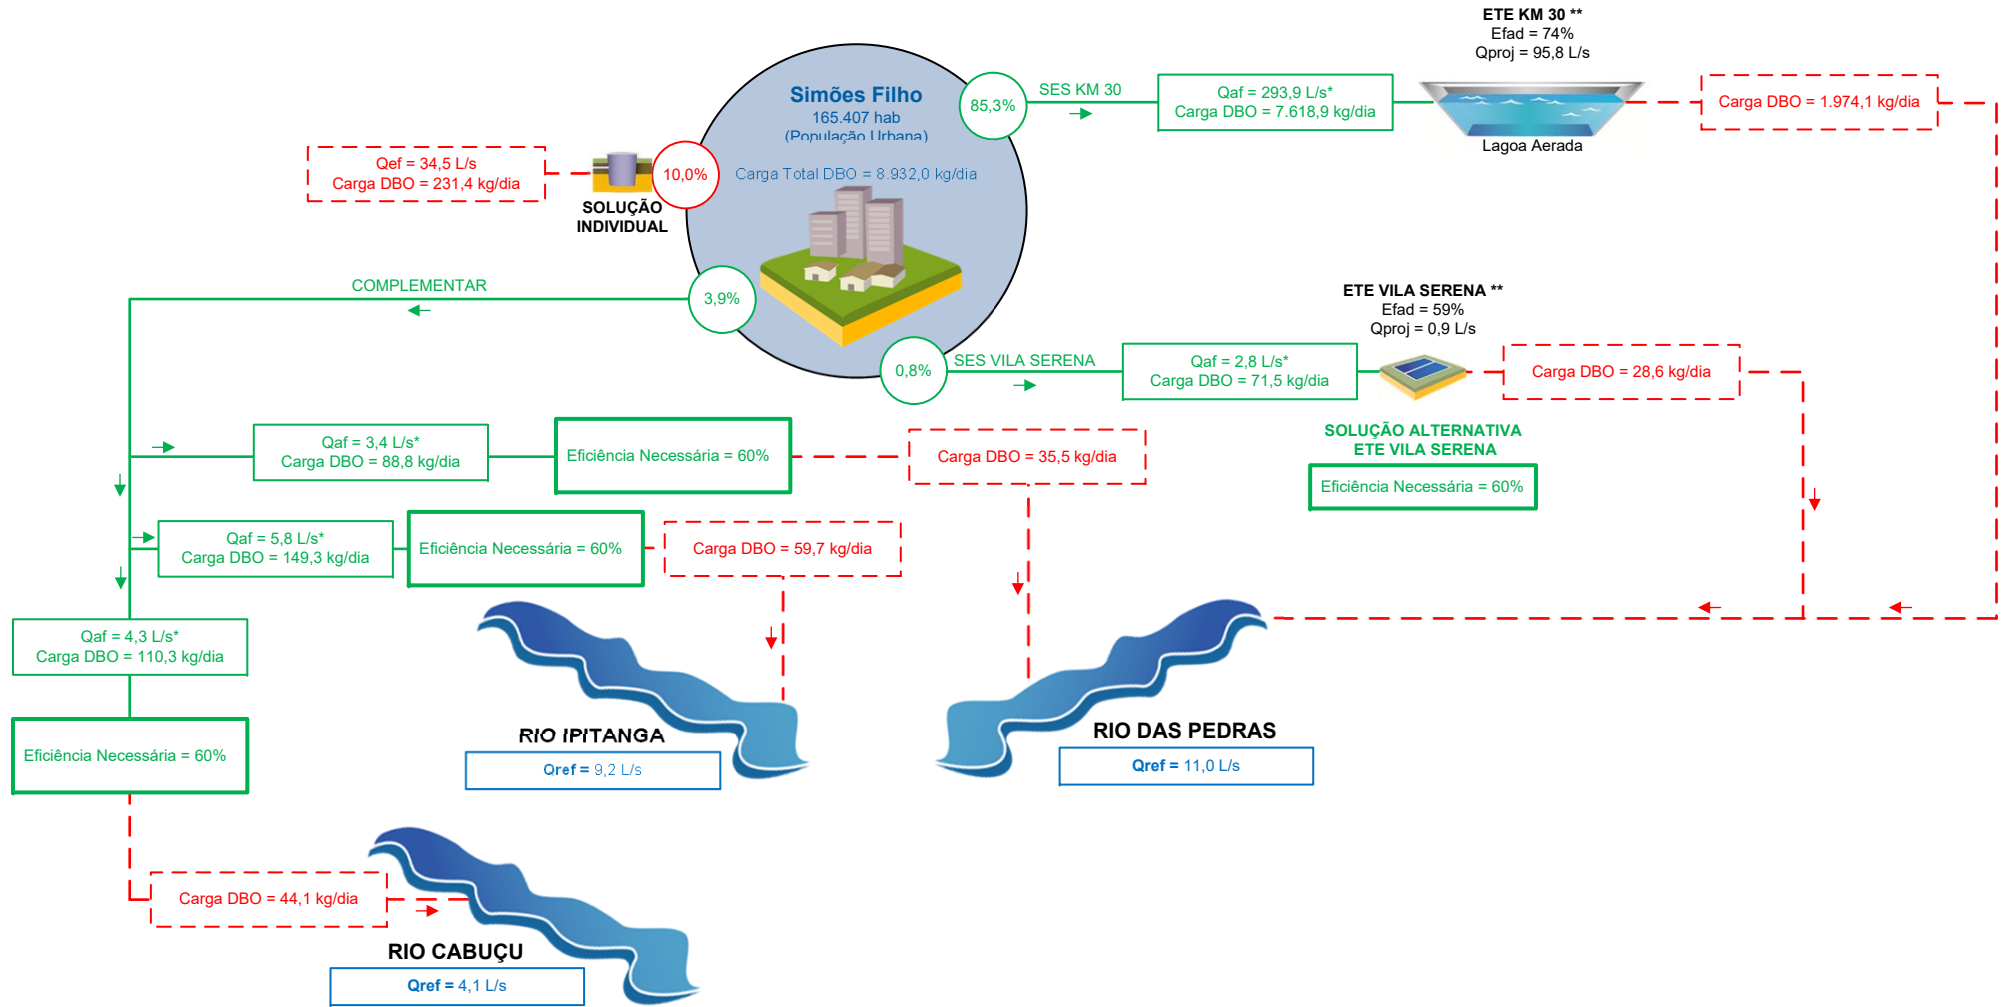 ETE KM 30 **
Efad = 74%
Qproj = 95,8 L/s
Simões Filho
165.407 hab
(População Urbana)
Carga Total DBO = 8.932,0 kg/dia
85,3%
SES KM 30
Qaf = 293,9 L/s*
Carga DBO = 7.618,9 kg/dia
Lagoa Aerada
Carga DBO = 1.974,1 kg/dia
Qef = 34,5 L/s
Carga DBO = 231,4 kg/dia
SOLUÇÃO
INDIVIDUAL
10,0%
COMPLEMENTAR
3,9%
0,8%
SES VILA SERENA
Qaf = 2,8 L/s*
Carga DBO = 71,5 kg/dia
ETE VILA SERENA **
Efad = 59%
Qproj = 0,9 L/s
Carga DBO = 28,6 kg/dia
SOLUÇÃO ALTERNATIVA
ETE VILA SERENA
Eficiência Necessária = 60%
Qaf = 3,4 L/s*
Carga DBO = 88,8 kg/dia
Eficiência Necessária = 60%
Carga DBO = 35,5 kg/dia
Qaf = 5,8 L/s*
Carga DBO = 149,3 kg/dia
Eficiência Necessária = 60%
Carga DBO = 59,7 kg/dia
Qaf = 4,3 L/s*
Carga DBO = 110,3 kg/dia
Eficiência Necessária = 60%
RIO IPITANGA
Qref = 9,2 L/s
RIO DAS PEDRAS
Qref = 11,0 L/s
Carga DBO = 44,1 kg/dia
RIO CABUÇU
Qref = 4,1 L/s